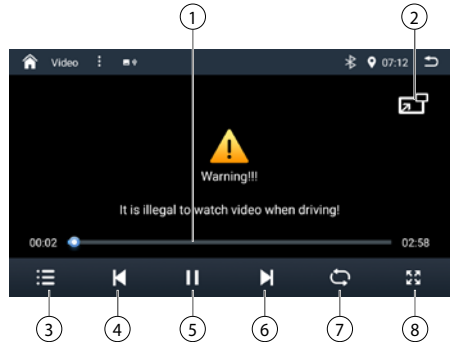 1 2
Video 07:12
Warning!!!
It is illegal to watch video when driving!
00:02 02:58
3 4 5 6 7 8